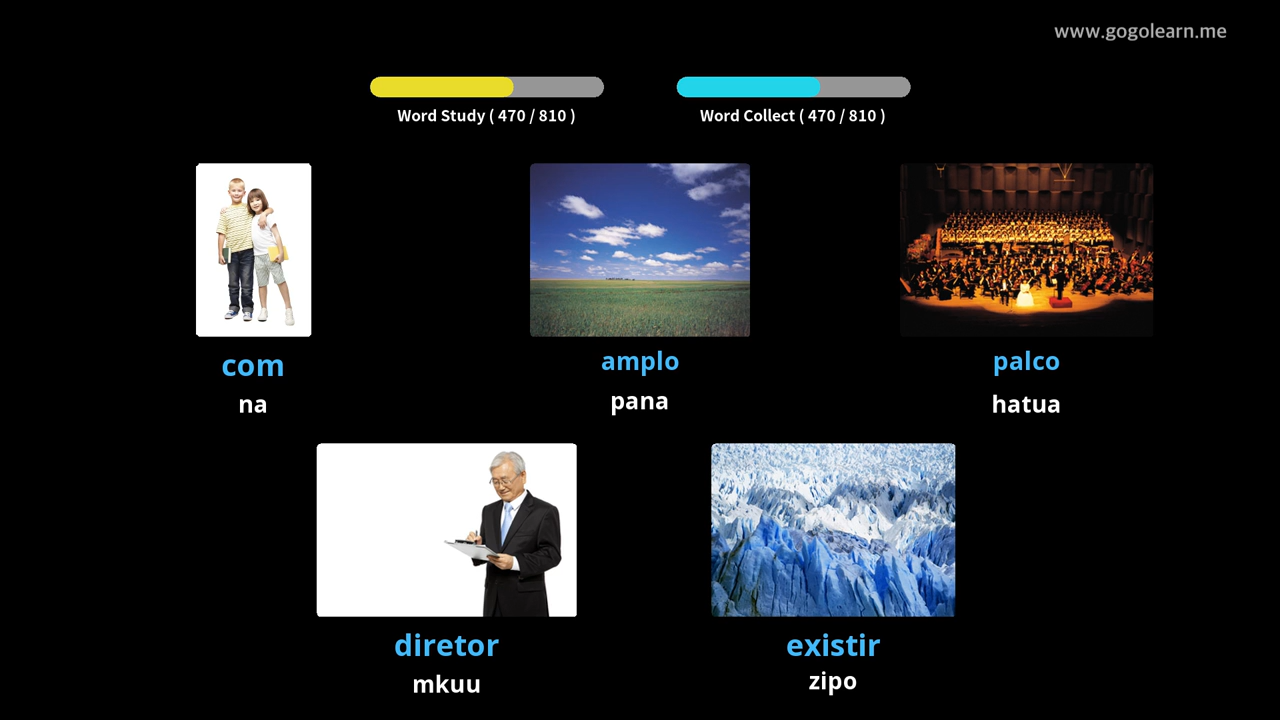 www.gogolearn.me
Word Study ( 470 / 810 )
Word Collect ( 470 / 810 )
com
na
amplo
pana
palco
hatua
diretor
mkuu
existir
zipo